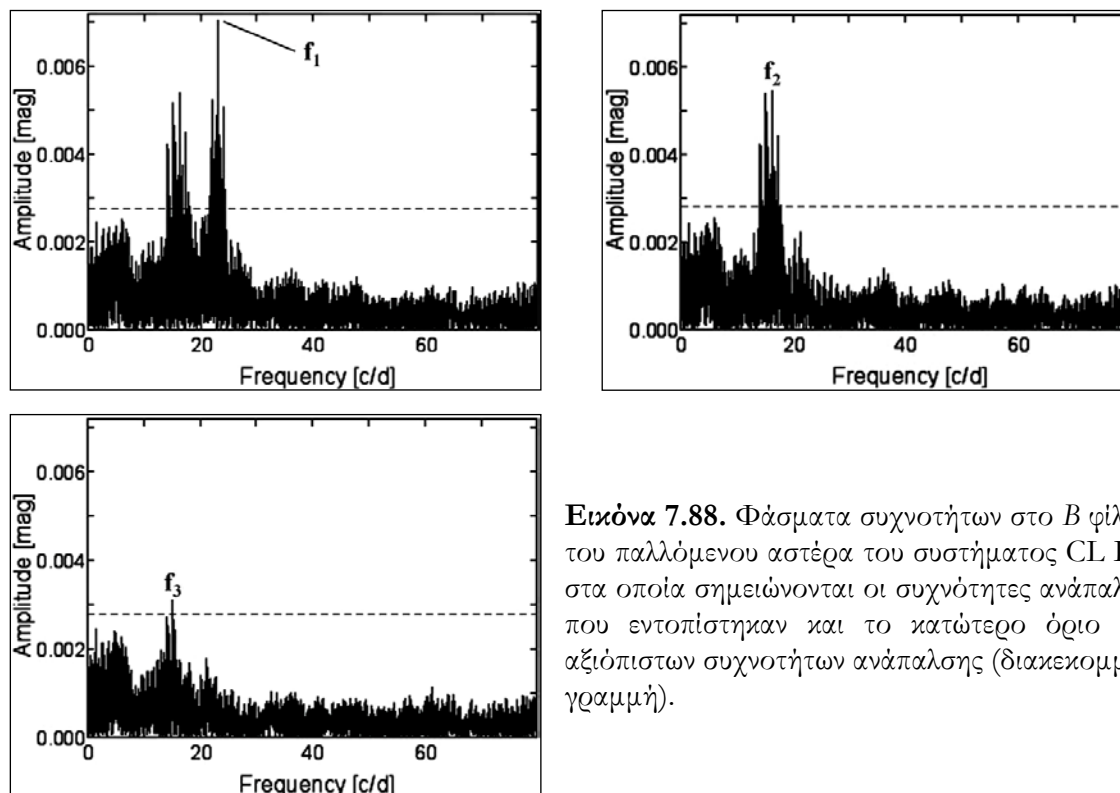 f1
0.006
0.004
0.002
0.000
Amplitude [mag]
0 20 40 60
Frequency [c/d]
f2
0.006
0.004
0.002
0.000
Amplitude [mag]
0 20 40 60
Frequency [c/d]
f3
0.006
0.004
0.002
0.000
Amplitude [mag]
0 20 40 60
Frequency [c/d]
Εικόνα 7.88. Φάσματα συχνοτήτων στο B φίλ
του παλλόμενου αστέρα του συστήματος CL
στα οποία σημειώνονται οι συχνότητες ανάπαλ
που εντοπίστηκαν και το κατώτερο όριο
αξιόπιστων συχνοτήτων ανάπαλσης (διακεκομμ
γραμμή).